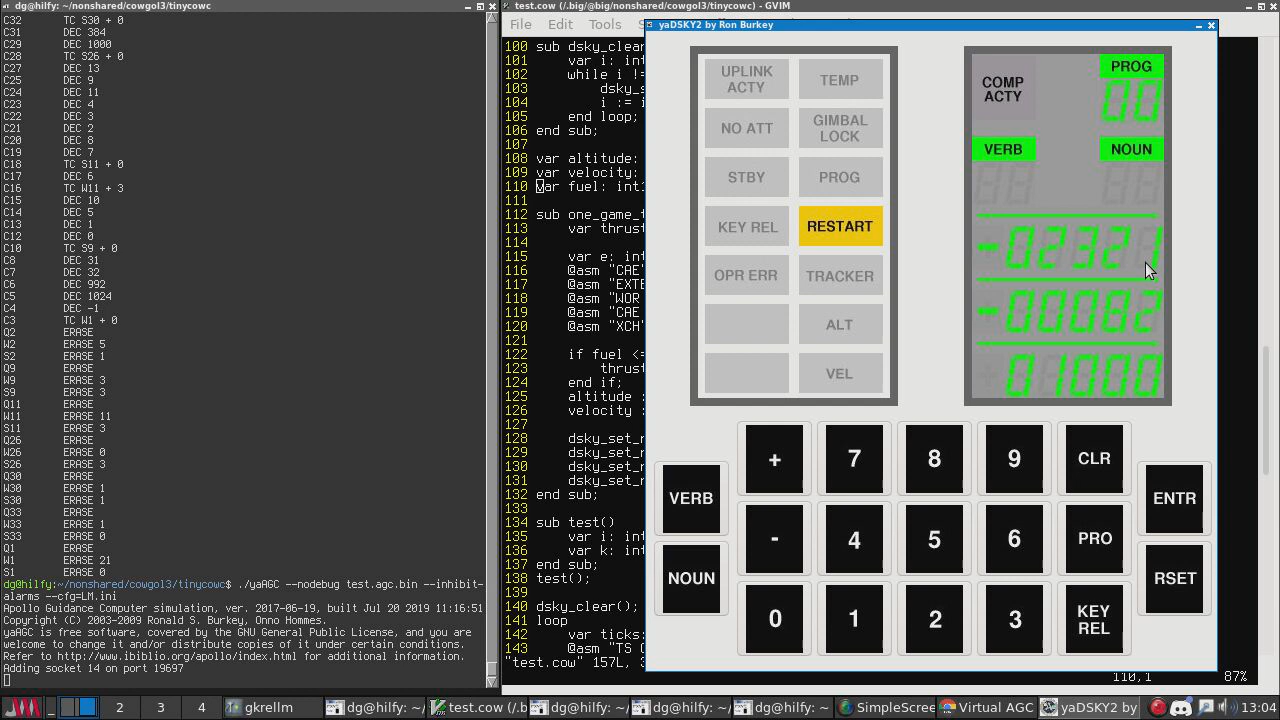 dg@hilfy: ~/nonshared/cowgol3/tinycowc
C32 TC S30 + 0
C31 DEC 384
C29 DEC 1000
C28 TC S26 + 0
C27 DEC 13
C25 DEC 9
C24 DEC 11
C23 DEC 4
C22 DEC 3
C21 DEC 2
C20 DEC 8
C19 DEC 7
C18 TC S11 + 0
C17 DEC 6
C16 TC W11 + 3
C15 DEC 10
C14 DEC 5
C13 DEC 1
C12 DEC 0
C10 TC S9 + 0
C8 DEC 31
C7 DEC 32
C6 DEC 992
C5 DEC 1024
C4 DEC -1
C3 TC W1 + 0
Q2 ERASE
W2 ERASE 5
S2 ERASE 1
Q9 ERASE
W9 ERASE 3
S9 ERASE 3
Q11 ERASE
W11 ERASE 11
S11 ERASE 3
Q26 ERASE
W26 ERASE 0
S26 ERASE 3
Q30 ERASE
W30 ERASE 1
S30 ERASE 1
Q33 ERASE
W33 ERASE 1
S33 ERASE 0
Q1 ERASE
W1 ERASE 21
S1 ERASE 0
dg@hilfy:~/nonshared/cowgol3/tinycowc$ ./yaAGC --nodebug test.agc.bin --inhibit-
alarms --cfg=LM.ini
Apollo Guidance Computer simulation, ver. 2017-06-19, built Jul 20 2019 11:16:51
Copyright (C) 2003-2009 Ronald S. Burkey, Onno Hommes.
yaAGC is free software, covered by the GNU General Public License, and you are
welcome to change it and/or distribute copies of it under certain conditions.
Refer to http://www.ibiblio.org/apollo/index.html for additional information.
Adding socket 14 on port 19697
test.cow (/.big/@big/nonshared/cowgol3/tinycowc) - GVIM
File Edit Tools S
100 sub dsky_clear
101 var i: int
102 while i !=
103 dsky_s
104 i := i
105 end loop;
106 end sub;
107
108 var altitude:
109 var velocity:
110 var fuel: int1
111
112 sub one_game_t
113 var thrust
114
115 var e: int
116 @asm "CAE"
117 @asm "EXTE
118 @asm "WOR
119 @asm "CAE
120 @asm "XCH
121
122 if fuel <=
123 thrust
124 end if;
125 altitude :
126 velocity :
127
128 dsky_set_r
129 dsky_set_r
130 dsky_set_r
131 dsky_set_r
132 end sub;
133
134 sub test()
135 var i: int
136 var k: int
137 end sub;
138 test();
139
140 dsky_clear();
141 loop
142 var ticks:
143 @asm "TS
"test.cow" 157L, 3
110,1 87%
yaDSKY2 by Ron Burkey
UPLINK ACTY
TEMP
NO ATT
GIMBAL LOCK
STBY
PROG
KEY REL
RESTART
OPR ERR
TRACKER
ALT
VEL
COMP ACTY
PROG
00
VERB
NOUN
-02321
-00082
01000
+ 7 8 9 CLR
VERB
ENTR
- 4 5 6 PRO
NOUN
RSET
0 1 2 3 KEY REL
2 3 4 gkrellm dg@hilfy: ~/ test.cow (/.b dg@hilfy: ~/ dg@hilfy: ~/ dg@hilfy: ~/ SimpleScree Virtual AGC yaDSKY2 by 13:04